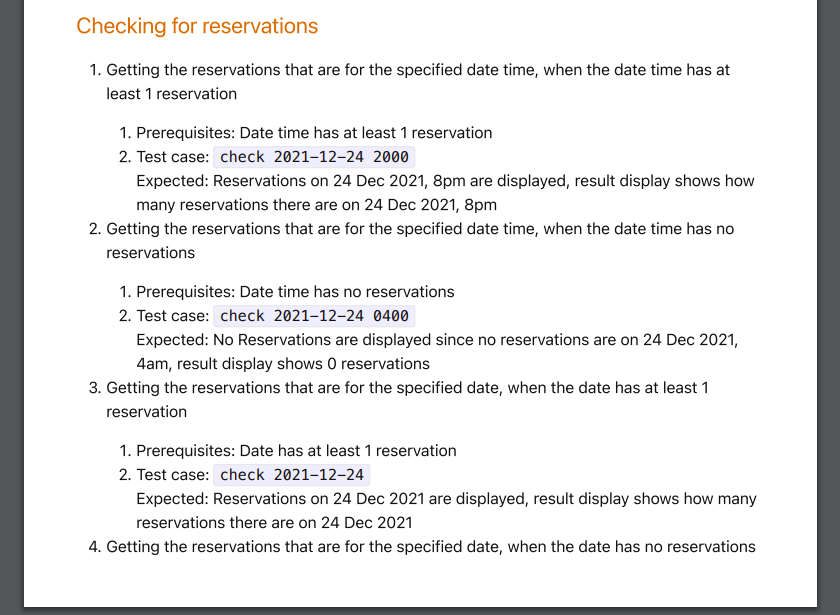 Checking for reservations
1. Getting the reservations that are for the specified date time, when the date time has at
least 1 reservation
1. Prerequisites: Date time has at least 1 reservation
2. Test case: check 2021–12–24 2000
Expected: Reservations on 24 Dec 2021, 8pm are displayed, result display shows how
many reservations there are on 24 Dec 2021, 8pm
2. Getting the reservations that are for the specified date time, when the date time has no
reservations
1. Prerequisites: Date time has no reservations
2. Test case: check 2021–12–24 0400
Expected: No Reservations are displayed since no reservations are on 24 Dec 2021,
4am, result display shows 0 reservations
3. Getting the reservations that are for the specified date, when the date has at least 1
reservation
1. Prerequisites: Date has at least 1 reservation
2. Test case: check 2021–12–24
Expected: Reservations on 24 Dec 2021 are displayed, result display shows how many
reservations there are on 24 Dec 2021
4. Getting the reservations that are for the specified date, when the date has no reservations